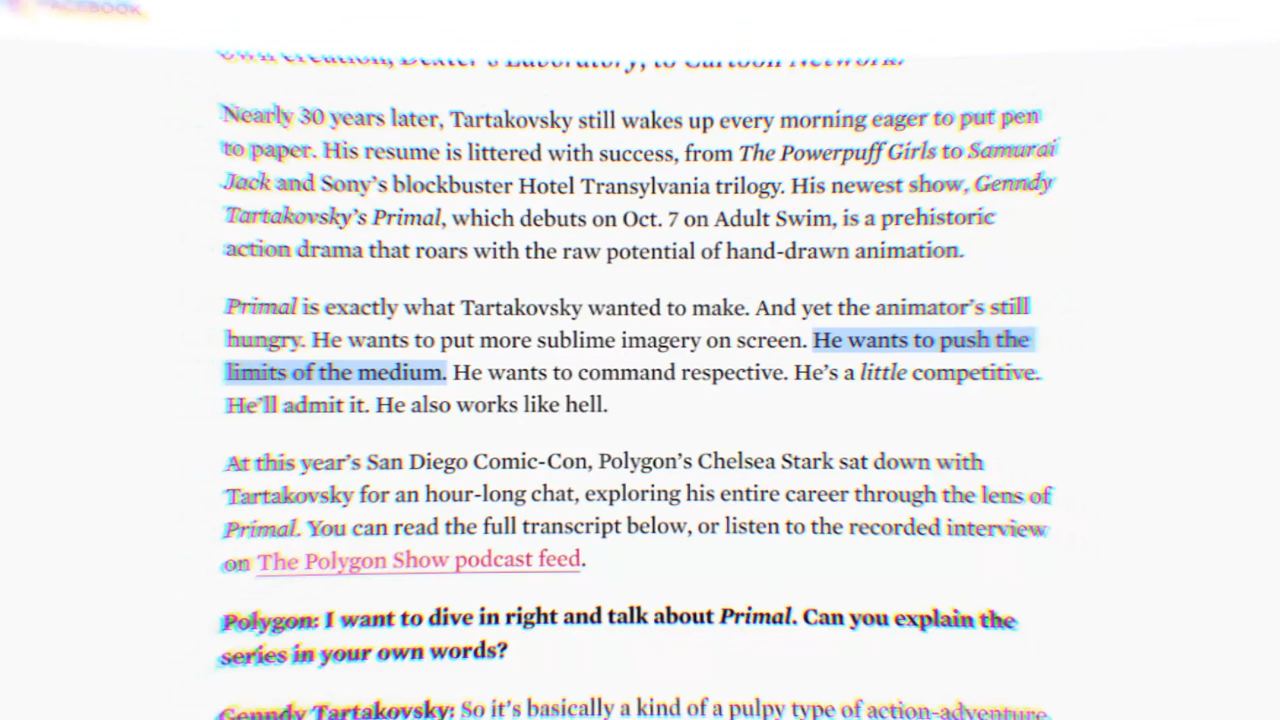 FACEBOOK
own creation, Dexter's Laboratory, to Cartoon Network.
Nearly 30 years later, Tartakovsky still wakes up every morning eager to put pen
to paper. His resume is littered with success, from The Powerpuff Girls to Samurai
Jack and Sony's blockbuster Hotel Transylvania trilogy. His newest show, Genndy
Tartakovsky's Primal, which debuts on Oct. 7 on Adult Swim, is a prehistoric
action drama that roars with the raw potential of hand-drawn animation.
Primal is exactly what Tartakovsky wanted to make. And yet the animator's still
hungry. He wants to put more sublime imagery on screen. He wants to push the
limits of the medium. He wants to command respective. He's a little competitive.
He'll admit it. He also works like hell.
At this year's San Diego Comic-Con, Polygon's Chelsea Stark sat down with
Tartakovsky for an hour-long chat, exploring his entire career through the lens of
Primal. You can read the full transcript below, or listen to the recorded interview
on The Polygon Show podcast feed.
Polygon: I want to dive in right and talk about Primal. Can you explain the
series in your own words?
Genndy Tartakovsky: So it's basically a kind of a pulpy type of action-adventure